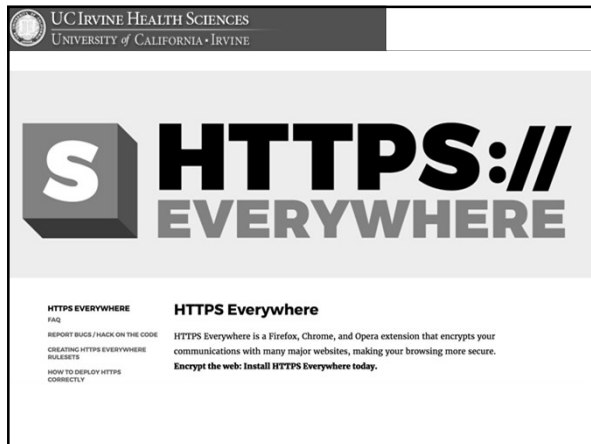 UC IRVINE HEALTH SCIENCES
UNIVERSITY of CALIFORNIA • IRVINE
S HTTPS://
EVERYWHERE
HTTPS EVERYWHERE
FAQ
REPORT BUGS / HACK ON THE CODE
CREATING HTTPS EVERYWHERE
RULESETS
HOW TO DEPLOY HTTPS
CORRECTLY
HTTPS Everywhere
HTTPS Everywhere is a Firefox, Chrome, and Opera extension that encrypts your
communications with many major websites, making your browsing more secure.
Encrypt the web: Install HTTPS Everywhere today.